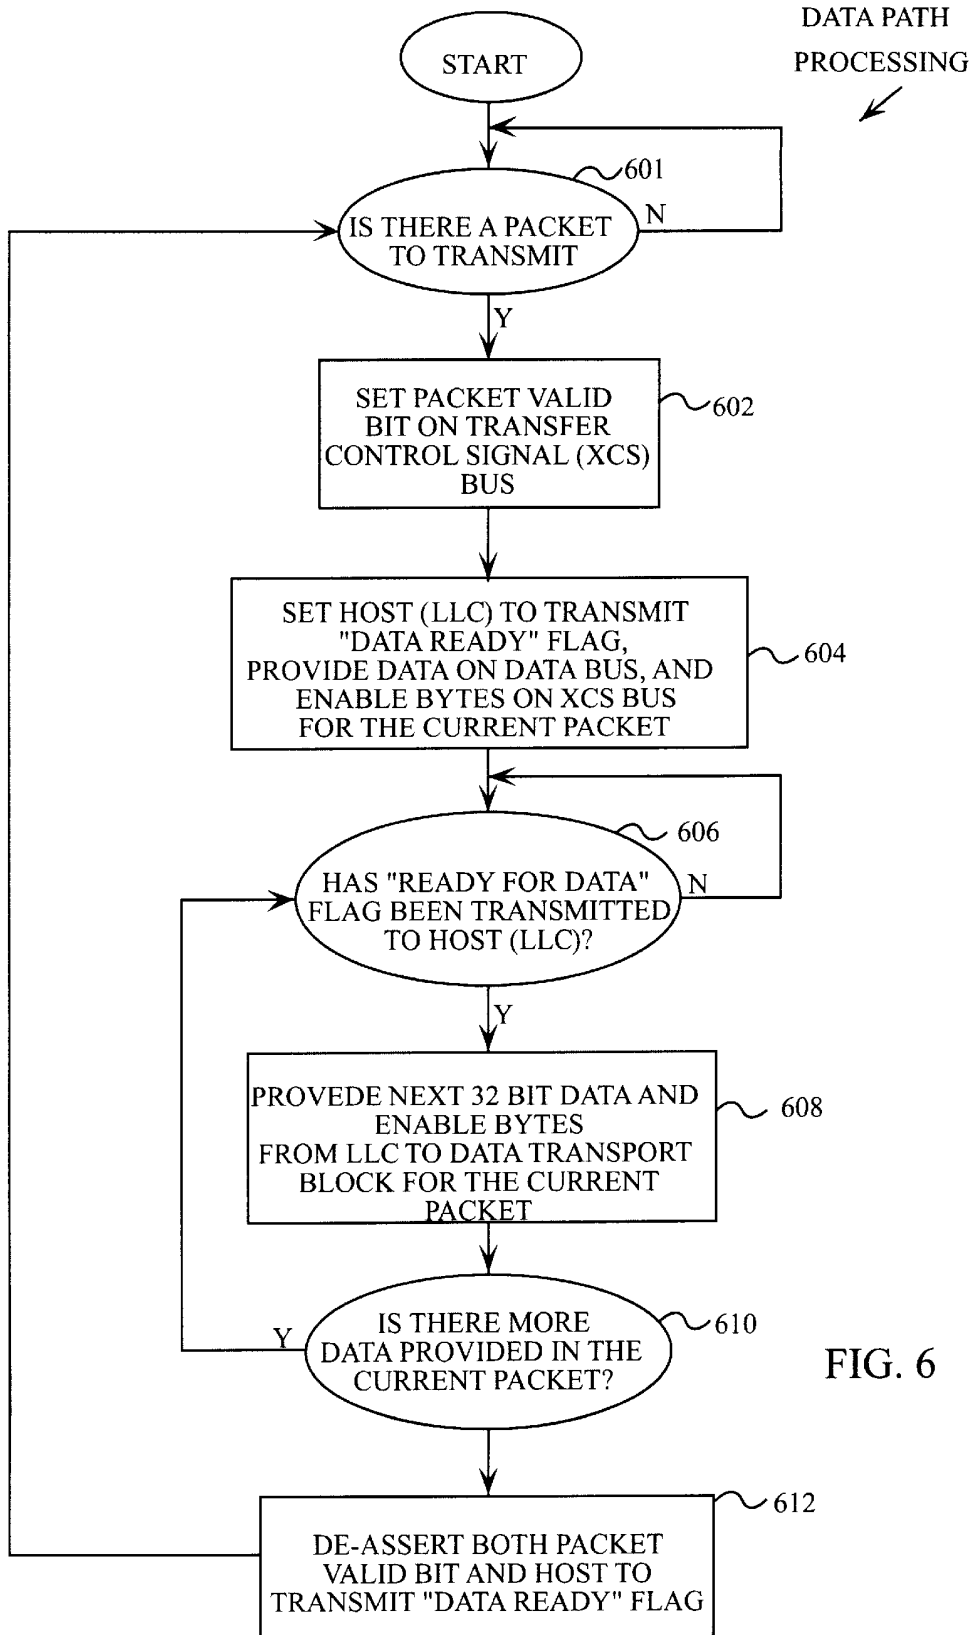 DATA PATH
PROCESSING
START
601
IS THERE A PACKET
TO TRANSMIT
N
Y
SET PACKET VALID
BIT ON TRANSFER
CONTROL SIGNAL (XCS)
BUS
602
SET HOST (LLC) TO TRANSMIT
"DATA READY" FLAG,
PROVIDE DATA ON DATA BUS, AND
ENABLE BYTES ON XCS BUS
FOR THE CURRENT PACKET
604
606
HAS "READY FOR DATA"
FLAG BEEN TRANSMITTED
TO HOST (LLC)?
N
Y
PROVEDE NEXT 32 BIT DATA AND
ENABLE BYTES
FROM LLC TO DATA TRANSPORT
BLOCK FOR THE CURRENT
PACKET
608
IS THERE MORE
DATA PROVIDED IN THE
CURRENT PACKET?
610
Y
FIG. 6
612
DE-ASSERT BOTH PACKET
VALID BIT AND HOST TO
TRANSMIT "DATA READY" FLAG